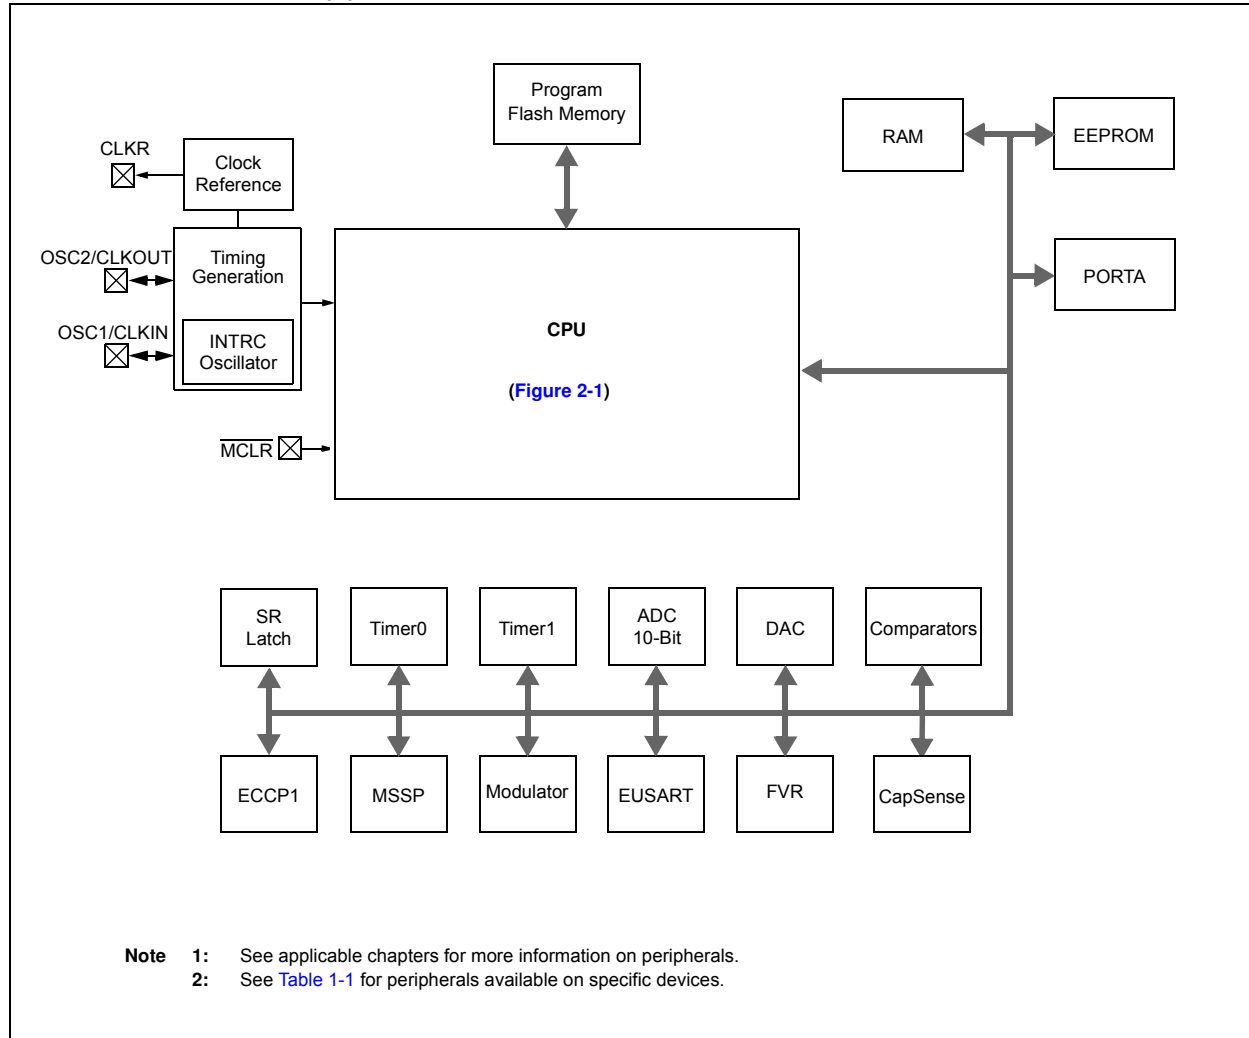 Program
Flash Memory
RAM
EEPROM
CLKR
Clock
Reference
OSC2/CLKOUT
Timing
Generation
PORTA
OSC1/CLKIN
INTRC
Oscillator
CPU
(Figure 2-1)
MCLR
SR
Latch
Timer0
Timer1
ADC
10-Bit
DAC
Comparators
ECCP1
MSSP
Modulator
EUSART
FVR
CapSense
Note 1: See applicable chapters for more information on peripherals.
2: See Table 1-1 for peripherals available on specific devices.